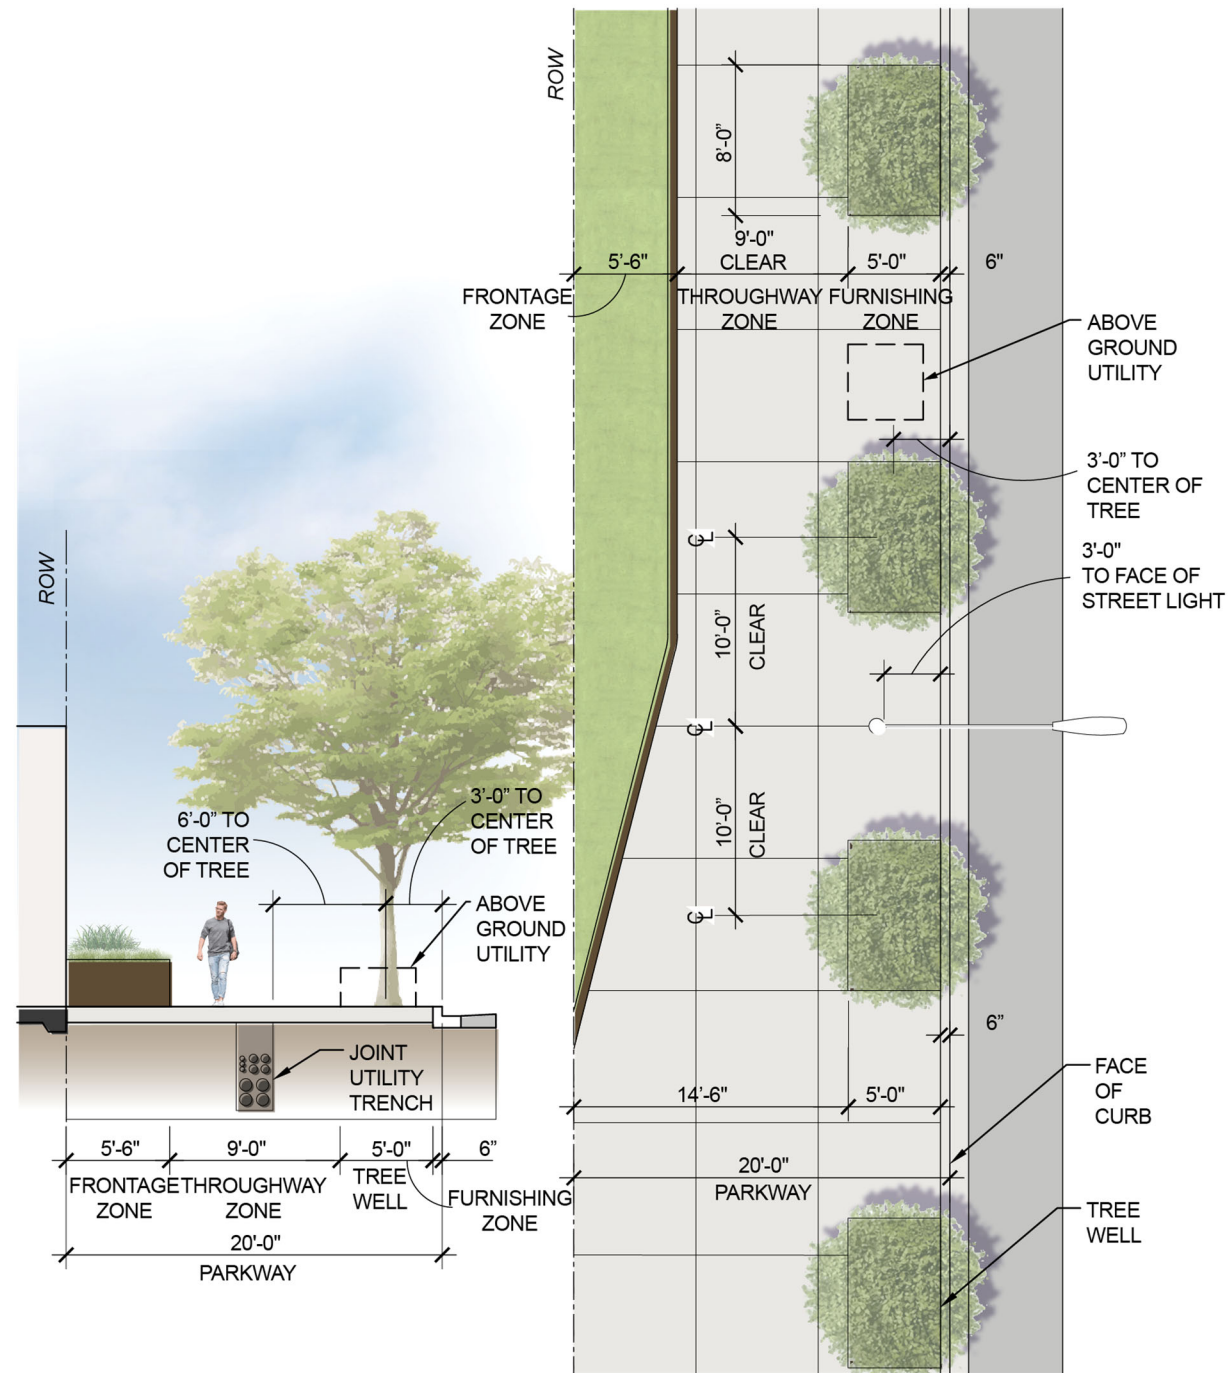 ROW
8'-0"
9'-0"
CLEAR
5'-6"
5'-0"
6"
FRONTAGE
ZONE
THROUGHWAY
ZONE
FURNISHING
ZONE
ABOVE
GROUND
UTILITY
3'-0" TO
CENTER OF
TREE
3'-0"
TO FACE OF
STREET LIGHT
CL
10'-0"
CLEAR
CL
10'-0"
CLEAR
CL
6"
FACE
OF
CURB
14'-6"
5'-0"
20'-0"
PARKWAY
TREE
WELL
ROW
6'-0" TO
CENTER
OF TREE
3'-0" TO
CENTER
OF TREE
ABOVE
GROUND
UTILITY
JOINT
UTILITY
TRENCH
5'-6"
9'-0"
5'-0"
6"
FRONTAGE
ZONE
THROUGHWAY
ZONE
TREE
WELL
FURNISHING
ZONE
20'-0"
PARKWAY